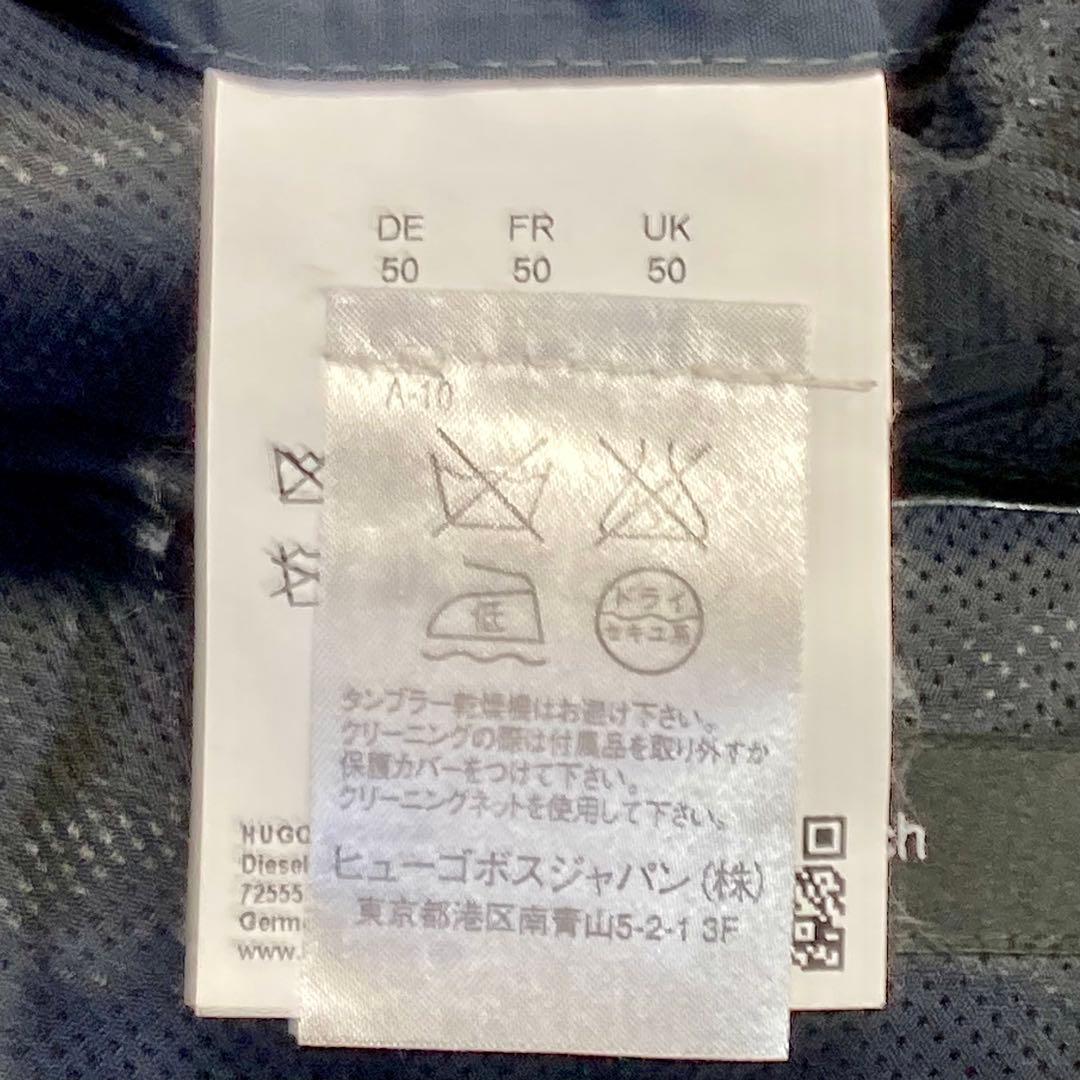 DE FR UK
50 50 50
A-10
低
ドライ
セキユ系
タンブラー乾燥機はお避け下さい。
クリーニングの際は付属品を取り外すか
保護カバーをつけて下さい。
クリーニングネットを使用して下さい。
HUGO
Diesel
72555
Germ
www.
ヒューゴボスジャパン(株)
東京都港区南青山5-2-1 3F
ch